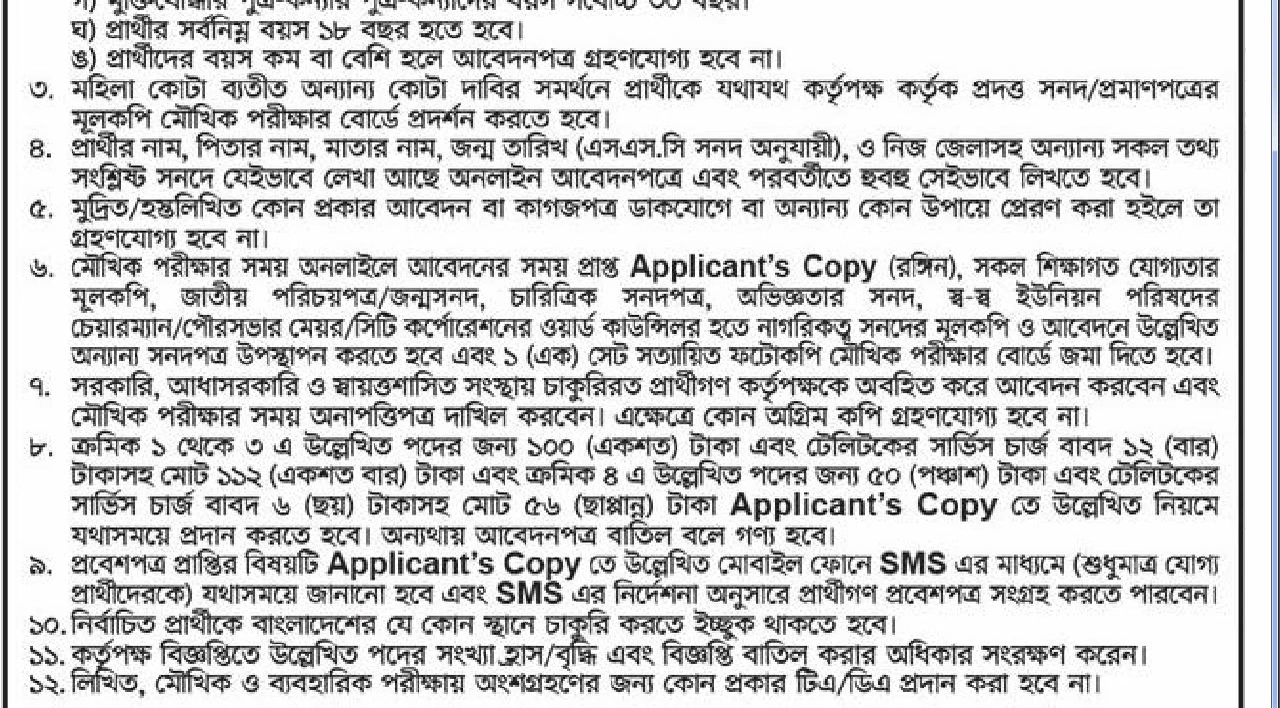 গ) মুক্তিযোদ্ধার পুত্র-কন্যার পুত্র-কন্যাদের বয়স সর্বোচ্চ ৩০ বছর।
ঘ) প্রার্থীর সর্বনিম্ন বয়স ১৮ বছর হতে হবে।
ঙ) প্রার্থীদের বয়স কম বা বেশি হলে আবেদনপত্র গ্রহণযোগ্য হবে না।
৩. মহিলা কোটা ব্যতীত অন্যান্য কোটা দাবির সমর্থনে প্রার্থীকে যথাযথ কর্তৃপক্ষ কর্তৃক প্রদত্ত সনদ/প্রমাণপত্রের
মূলকপি মৌখিক পরীক্ষার বোর্ডে প্রদর্শন করতে হবে।
৪. প্রার্থীর নাম, পিতার নাম, মাতার নাম, জন্ম তারিখ (এসএস.সি সনদ অনুযায়ী), ও নিজ জেলাসহ অন্যান্য সকল তথ্য
সংশ্লিষ্ট সনদে যেইভাবে লেখা আছে অনলাইন আবেদনপত্রে এবং পরবর্তীতে হুবহু সেইভাবে লিখতে হবে।
৫. মুদ্রিত/হস্তলিখিত কোন প্রকার আবেদন বা কাগজপত্র ডাকযোগে বা অন্যান্য কোন উপায়ে প্রেরণ করা হইলে তা
গ্রহণযোগ্য হবে না।
৬. মৌখিক পরীক্ষার সময় অনলাইলে আবেদনের সময় প্রাপ্ত Applicant's Copy (রঙ্গিন), সকল শিক্ষাগত যোগ্যতার
মূলকপি, জাতীয় পরিচয়পত্র/জন্মসনদ, চারিত্রিক সনদপত্র, অভিজ্ঞতার সনদ, স্ব-স্ব ইউনিয়ন পরিষদের
চেয়ারম্যান/পৌরসভার মেয়র/সিটি কর্পোরেশনের ওয়ার্ড কাউন্সিলর হতে নাগরিকত্ব সনদের মূলকপি ও আবেদনে উল্লেখিত
অন্যান্য সনদপত্র উপস্থাপন করতে হবে এবং ১ (এক) সেট সত্যায়িত ফটোকপি মৌখিক পরীক্ষার বোর্ডে জমা দিতে হবে।
৭. সরকারি, আধাসরকারি ও স্বায়ত্তশাসিত সংস্থায় চাকুরিরত প্রার্থীগণ কর্তৃপক্ষকে অবহিত করে আবেদন করবেন এবং
মৌখিক পরীক্ষার সময় অনাপত্তিপত্র দাখিল করবেন। এক্ষেত্রে কোন অগ্রিম কপি গ্রহণযোগ্য হবে না।
৮. ক্রমিক ১ থেকে ৩ এ উল্লেখিত পদের জন্য ১০০ (একশত) টাকা এবং টেলিটকের সার্ভিস চার্জ বাবদ ১২ (বার)
টাকাসহ মোট ১১২ (একশত বার) টাকা এবং ক্রমিক ৪ এ উল্লেখিত পদের জন্য ৫০ (পঞ্চাশ) টাকা এবং টেলিটকের
সার্ভিস চার্জ বাবদ ৬ (ছয়) টাকাসহ মোট ৫৬ (ছাপ্পান্ন) টাকা Applicant's Copy তে উল্লেখিত নিয়মে
যথাসময়ে প্রদান করতে হবে। অন্যথায় আবেদনপত্র বাতিল বলে গণ্য হবে।
৯. প্রবেশপত্র প্রাপ্তির বিষয়টি Applicant's Copy তে উল্লেখিত মোবাইল ফোনে SMS এর মাধ্যমে (শুধুমাত্র যোগ্য
প্রার্থীদেরকে) যথাসময়ে জানানো হবে এবং SMS এর নির্দেশনা অনুসারে প্রার্থীগণ প্রবেশপত্র সংগ্রহ করতে পারবেন।
১০. নির্বাচিত প্রার্থীকে বাংলাদেশের যে কোন স্থানে চাকুরি করতে ইচ্ছুক থাকতে হবে।
১১. কর্তৃপক্ষ বিজ্ঞপ্তিতে উল্লেখিত পদের সংখ্যা হ্রাস/বৃদ্ধি এবং বিজ্ঞপ্তি বাতিল করার অধিকার সংরক্ষণ করেন।
১২. লিখিত, মৌখিক ও ব্যবহারিক পরীক্ষায় অংশগ্রহণের জন্য কোন প্রকার টিএ/ডিএ প্রদান করা হবে না।